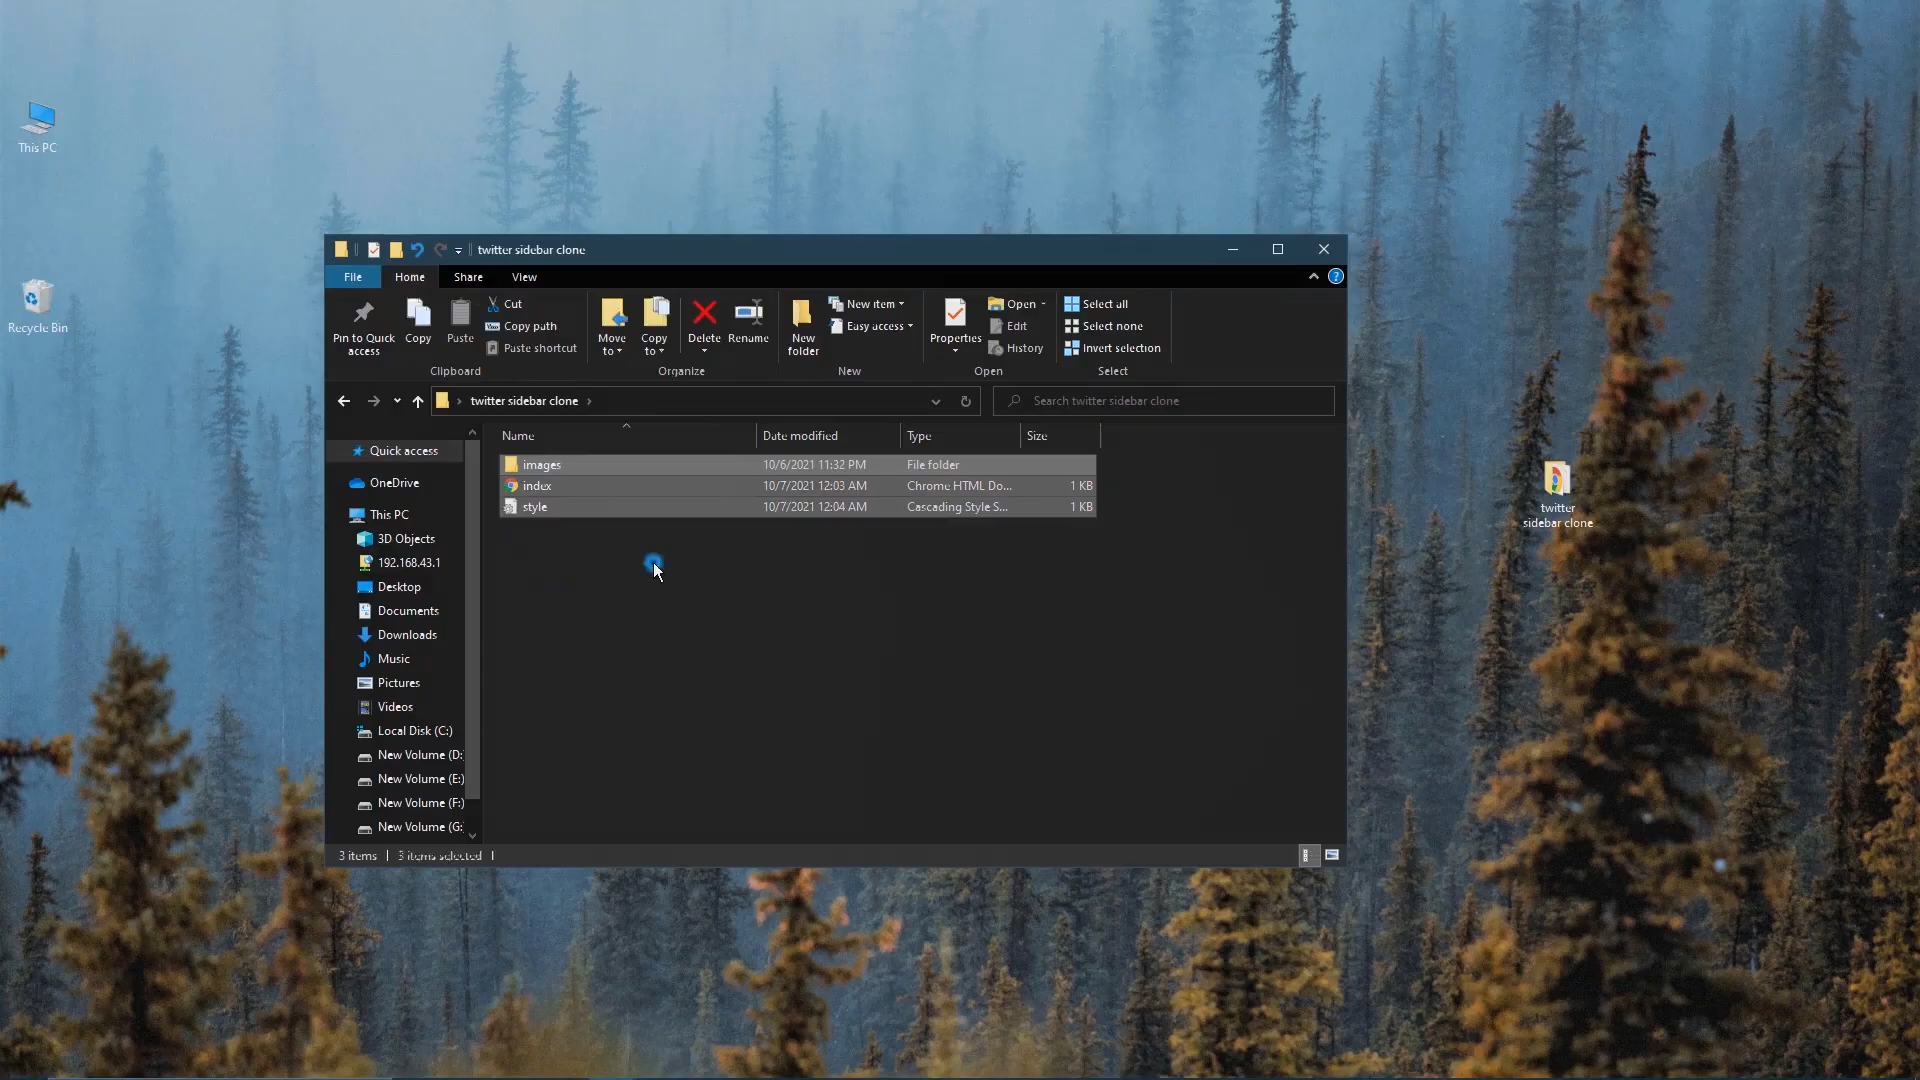 This PC
Recycle Bin
twitter sidebar clone
File
Home
Share
View
Pin to Quick access
Copy
Paste
Cut
Copy path
Paste shortcut
Clipboard
Move to
Copy to
Delete
Rename
Organize
New folder
New item
Easy access
New
Properties
Open
Edit
History
Open
Select all
Select none
Invert selection
Select
twitter sidebar clone
Search twitter sidebar clone
Name
Date modified
Type
Size
images 10/6/2021 11:32 PM File folder
index 10/7/2021 12:03 AM Chrome HTML Do... 1 KB
style 10/7/2021 12:04 AM Cascading Style S... 1 KB
Quick access
OneDrive
This PC
3D Objects
192.168.43.1
Desktop
Documents
Downloads
Music
Pictures
Videos
Local Disk (C:)
New Volume (D:
New Volume (E:)
New Volume (F:)
New Volume (G:
3 items
3 items selected
twitter
sidebar clone